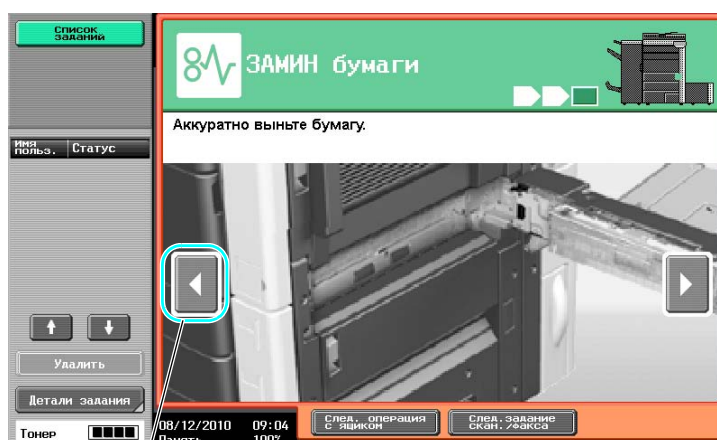 Список
заданий
ЗАМИН бумаги
Аккуратно выньте бумагу.
Имя
польз.
Статус
Удалить
Детали задания
Тонер
08/12/2010 09:04
Память 100%
След. операция
с ящиком
След.задание
скан./факса